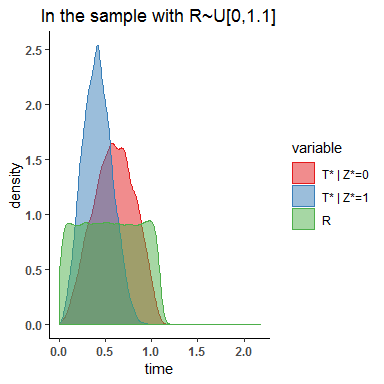 In the sample with R~U[0,1.1]
density
2.5
2.0
1.5
1.0
0.5
0.0
0.0 0.5 1.0 1.5 2.0
time
variable
T* | Z*=0
T* | Z*=1
R